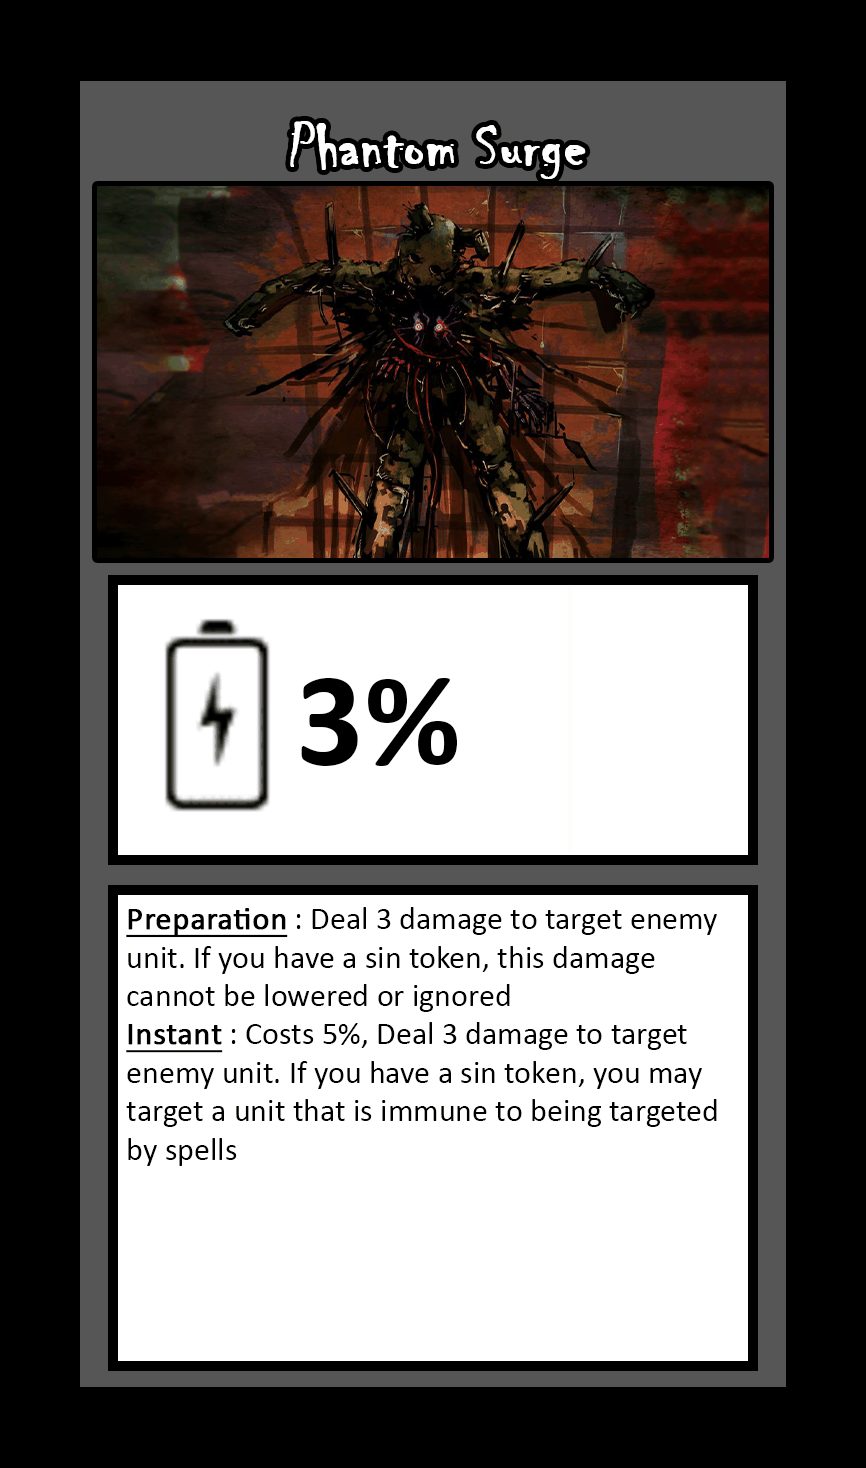 Phantom Surge
3%
Preparation : Deal 3 damage to target enemy
unit. If you have a sin token, this damage
cannot be lowered or ignored
Instant : Costs 5%, Deal 3 damage to target
enemy unit. If you have a sin token, you may
target a unit that is immune to being targeted
by spells